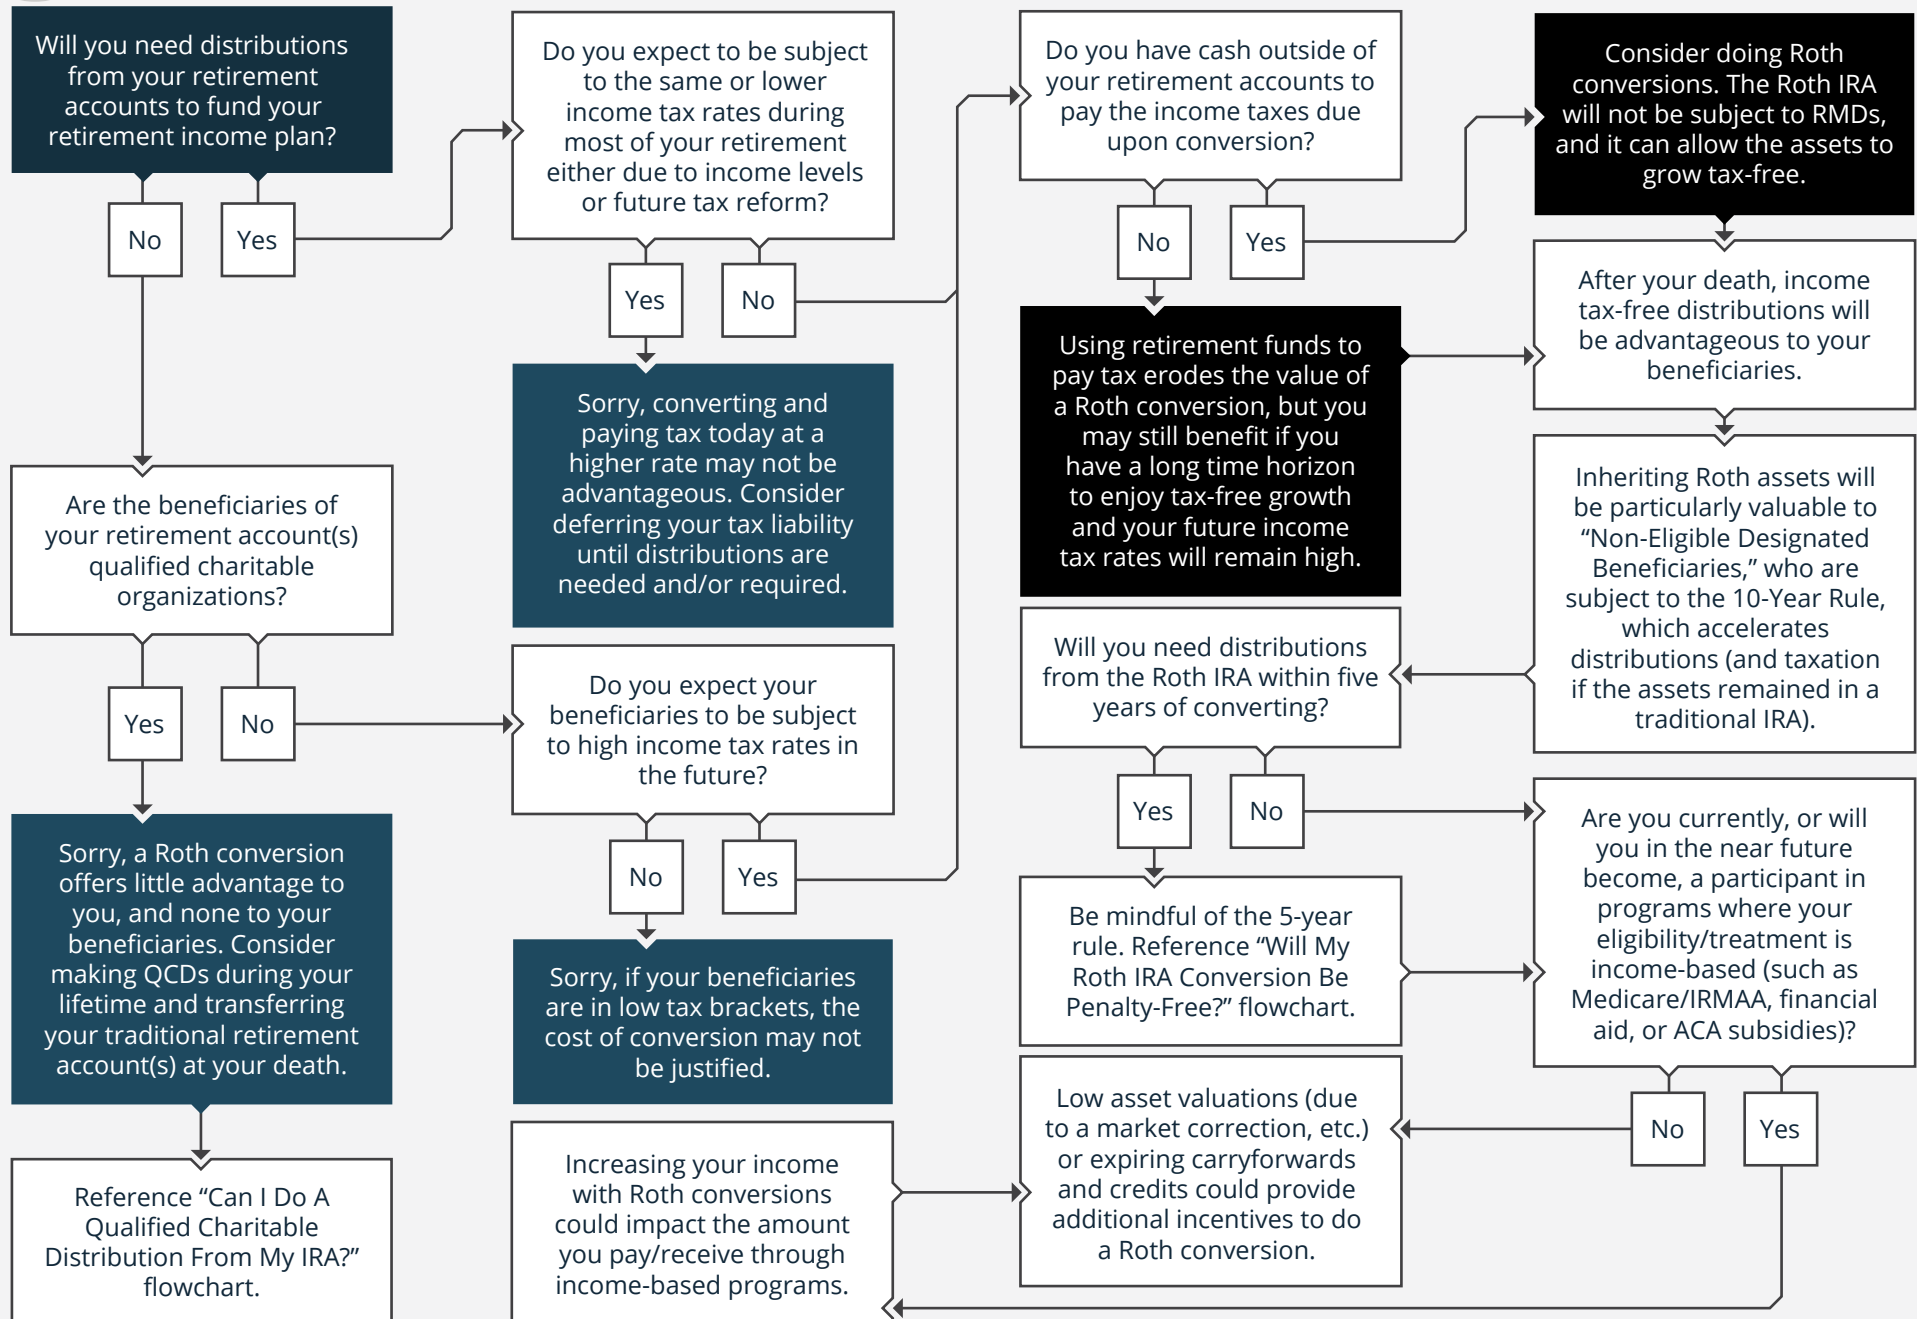 Will you need distributions
from your retirement
accounts to fund your
retirement income plan?
No
Yes
Do you expect to be subject
to the same or lower
income tax rates during
most of your retirement
either due to income levels
or future tax reform?
Yes
No
Sorry, converting and
paying tax today at a
higher rate may not be
advantageous. Consider
deferring your tax liability
until distributions are
needed and/or required.
Are the beneficiaries of
your retirement account(s)
qualified charitable
organizations?
Yes
No
Sorry, a Roth conversion
offers little advantage to
you, and none to your
beneficiaries. Consider
making QCDs during your
lifetime and transferring
your traditional retirement
account(s) at your death.
Reference “Can I Do A
Qualified Charitable
Distribution From My IRA?”
flowchart.
Do you expect your
beneficiaries to be subject
to high income tax rates in
the future?
No
Yes
Sorry, if your beneficiaries
are in low tax brackets, the
cost of conversion may not
be justified.
Do you have cash outside of
your retirement accounts to
pay the income taxes due
upon conversion?
No
Yes
Using retirement funds to
pay tax erodes the value of
a Roth conversion, but you
may still benefit if you
have a long time horizon
to enjoy tax-free growth
and your future income
tax rates will remain high.
Consider doing Roth
conversions. The Roth IRA
will not be subject to RMDs,
and it can allow the assets to
grow tax-free.
After your death, income
tax-free distributions will
be advantageous to your
beneficiaries.
Inheriting Roth assets will
be particularly valuable to
“Non-Eligible Designated
Beneficiaries,” who are
subject to the 10-Year Rule,
which accelerates
distributions (and taxation
if the assets remained in a
traditional IRA).
Will you need distributions
from the Roth IRA within five
years of converting?
Yes
No
Be mindful of the 5-year
rule. Reference “Will My
Roth IRA Conversion Be
Penalty-Free?” flowchart.
Are you currently, or will
you in the near future
become, a participant in
programs where your
eligibility/treatment is
income-based (such as
Medicare/IRMAA, financial
aid, or ACA subsidies)?
No
Yes
Low asset valuations (due
to a market correction, etc.)
or expiring carryforwards
and credits could provide
additional incentives to do
a Roth conversion.
Increasing your income
with Roth conversions
could impact the amount
you pay/receive through
income-based programs.